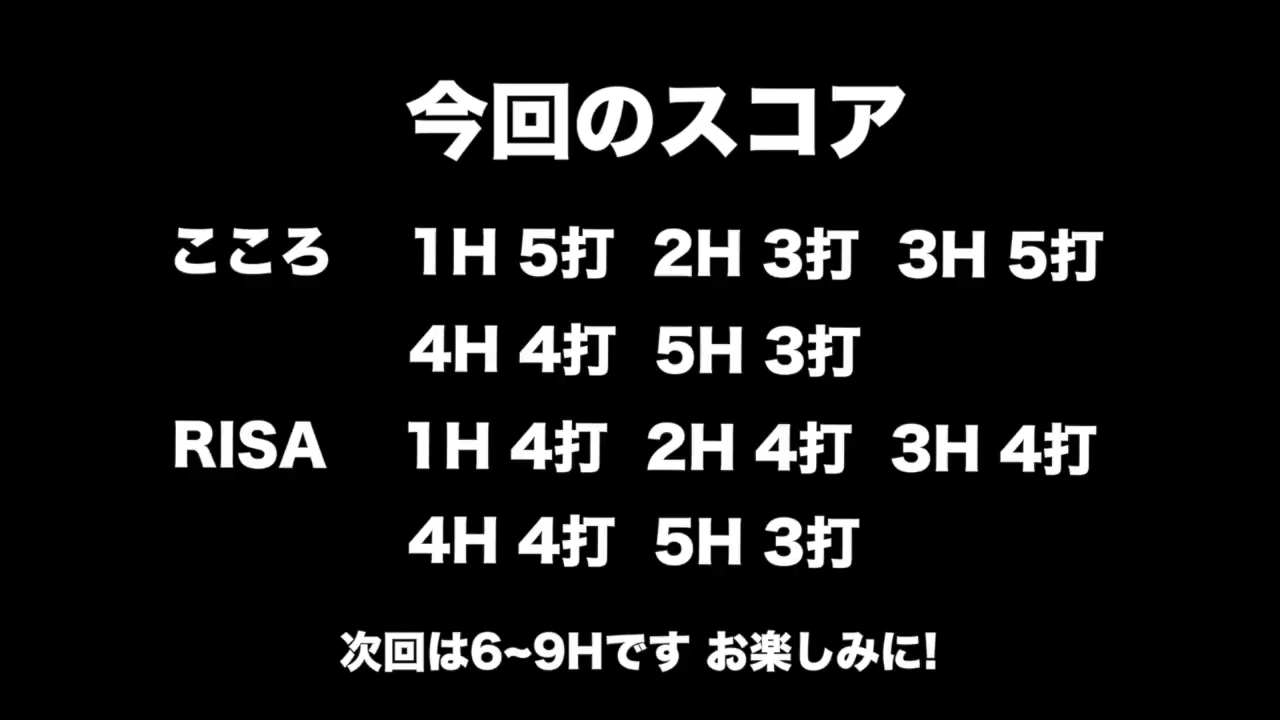 今回のスコア
こころ 1H 5打 2H 3打 3H 5打
4H 4打 5H 3打
RISA 1H 4打 2H 4打 3H 4打
4H 4打 5H 3打
次回は6~9Hです お楽しみに!